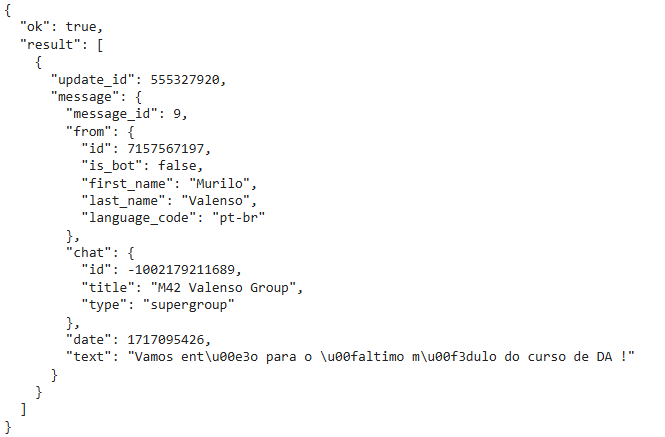 {
  "ok": true,
  "result": [
    {
      "update_id": 555327920,
      "message": {
        "message_id": 9,
        "from": {
          "id": 7157567197,
          "is_bot": false,
          "first_name": "Murilo",
          "last_name": "Valenso",
          "language_code": "pt-br"
        },
        "chat": {
          "id": -1002179211689,
          "title": "M42 Valenso Group",
          "type": "supergroup"
        },
        "date": 1717095426,
        "text": "Vamos ent\u00e3o para o \u00faltimo m\u00f3dulo do curso de DA !"
      }
    }
  ]
}